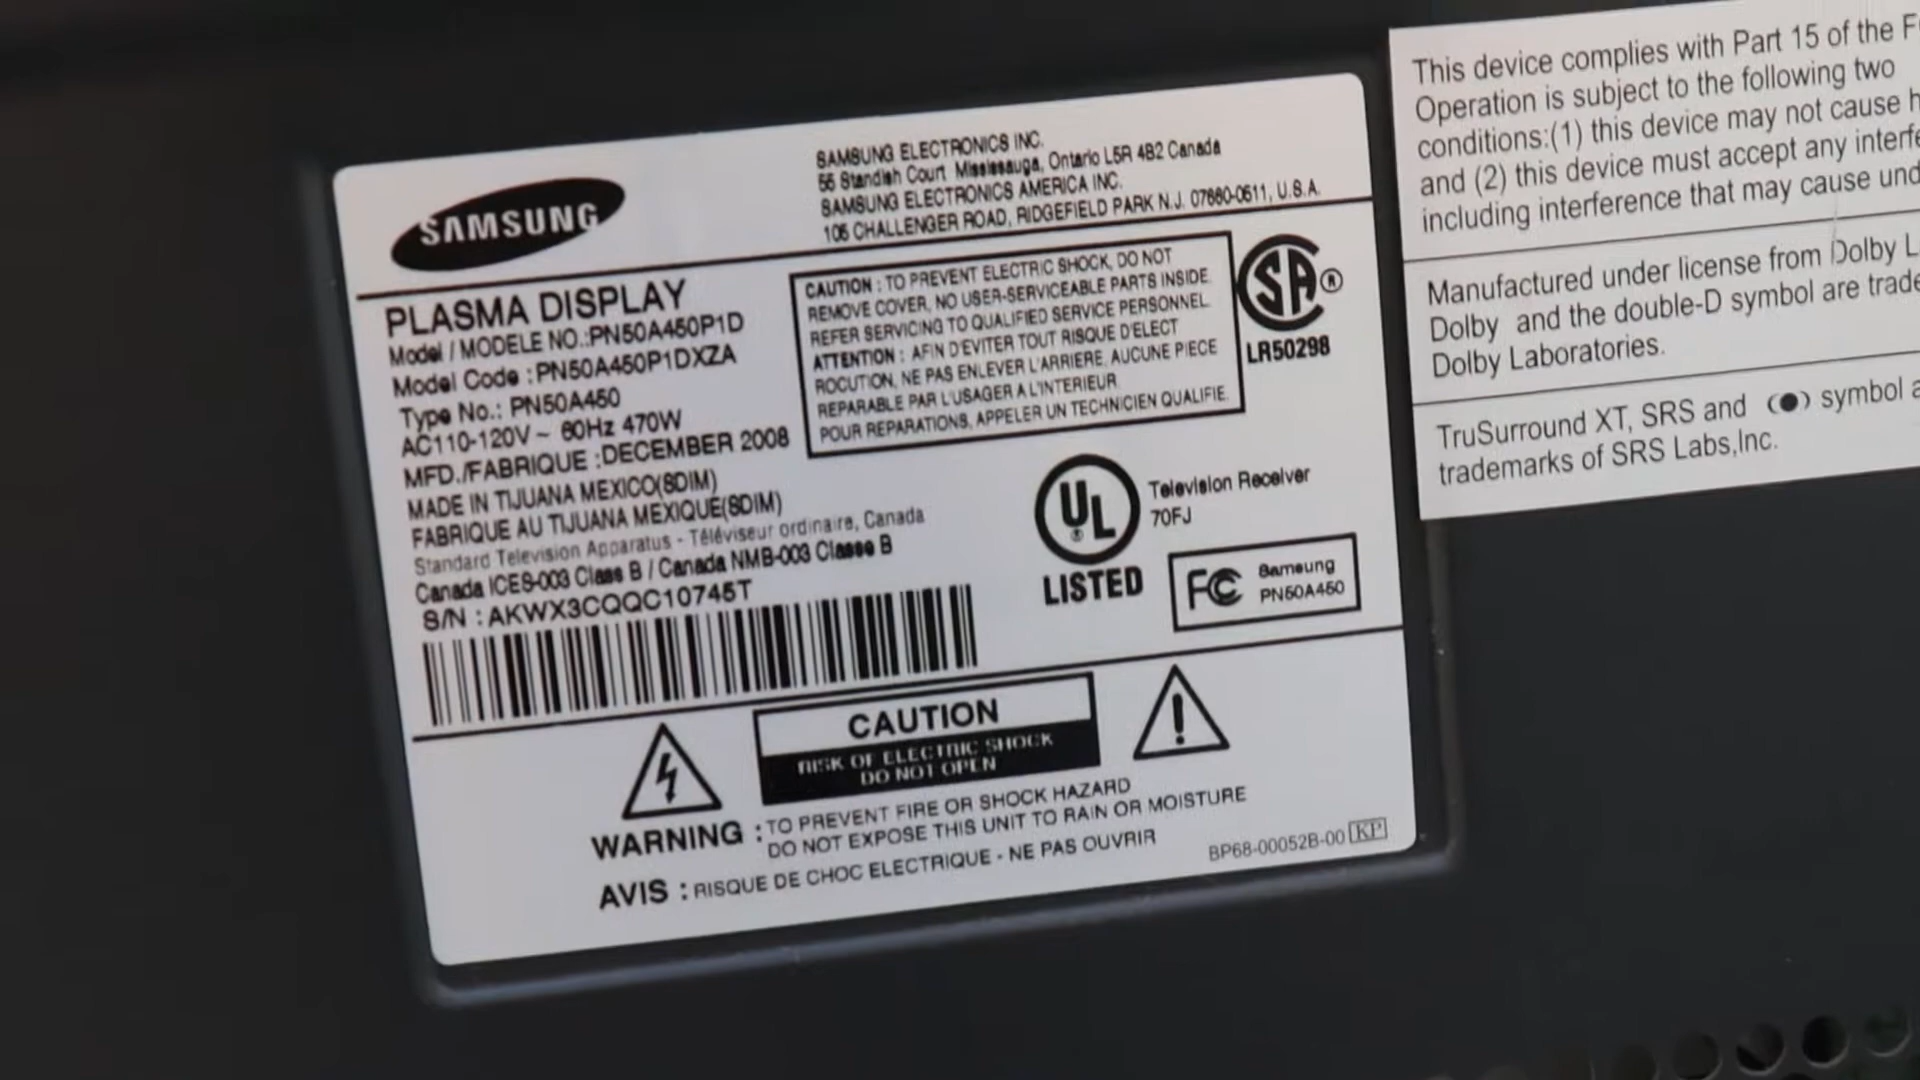 SAMSUNG
SAMSUNG ELECTRONICS INC.
55 Standish Court Mississauga, Ontario L5R 4B2 Canada
SAMSUNG ELECTRONICS AMERICA INC.
105 CHALLENGER ROAD, RIDGEFIELD PARK N.J. 07660-0511, U.S.A.
PLASMA DISPLAY
Model / MODELE NO.:PN50A450P1D
Model Code :PN50A450P1DXZA
Type No.: PN50A450
AC110-120V ~ 60Hz 470W
MFD./FABRIQUE :DECEMBER 2008
MADE IN TIJUANA MEXICO(SDIM)
FABRIQUE AU TIJUANA MEXIQUE(SDIM)
Standard Television Apparatus - Téléviseur ordinaire, Canada
Canada ICES-003 Class B / Canada NMB-003 Classe B
S/N : AKWX3CQQC10745T
CAUTION : TO PREVENT ELECTRIC SHOCK, DO NOT
REMOVE COVER, NO USER-SERVICEABLE PARTS INSIDE.
REFER SERVICING TO QUALIFIED SERVICE PERSONNEL.
ATTENTION : AFIN D'EVITER TOUT RISQUE D'ELECT
ROCUTION, NE PAS ENLEVER L'ARRIERE, AUCUNE PIECE
REPARABLE PAR L'USAGER A L'INTERIEUR.
POUR REPARATIONS, APPELER UN TECHNICIEN QUALIFIE.
SA ®
LR50298
UL ®
LISTED
Television Receiver
70FJ
FC
Samsung
PN50A450
CAUTION
RISK OF ELECTRIC SHOCK
DO NOT OPEN
WARNING : TO PREVENT FIRE OR SHOCK HAZARD
DO NOT EXPOSE THIS UNIT TO RAIN OR MOISTURE
AVIS : RISQUE DE CHOC ELECTRIQUE - NE PAS OUVRIR
BP68-00052B-00 KP
This device complies with Part 15 of the
Operation is subject to the following two
conditions:(1) this device may not cause
and (2) this device must accept any
including interference that may cause
Manufactured under license from Dolby
Dolby and the double-D symbol are
Dolby Laboratories.
TruSurround XT, SRS and (●) symbol
trademarks of SRS Labs,Inc.